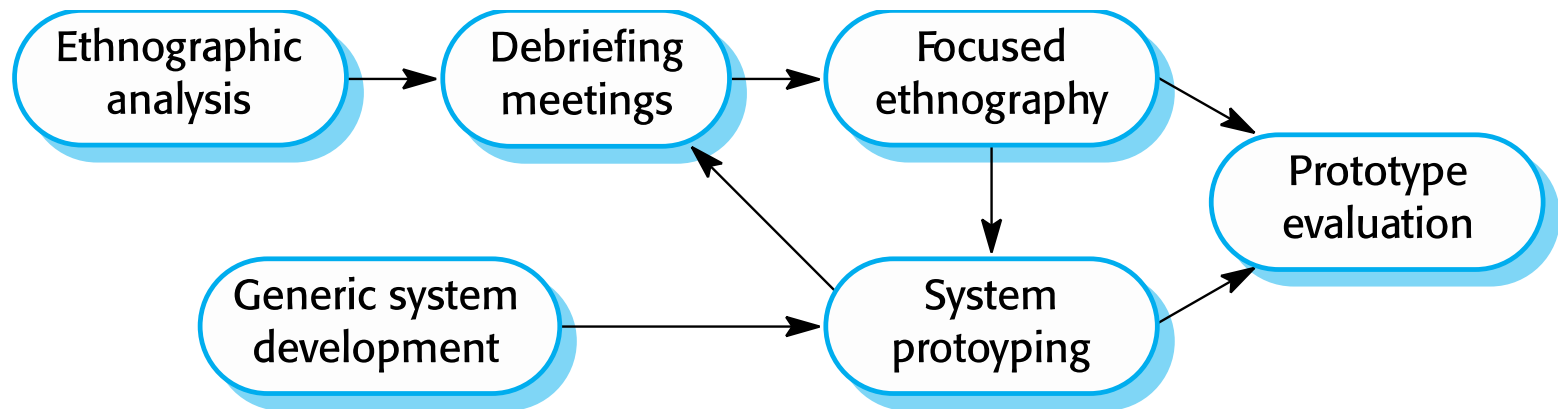 Ethnographic
analysis
Debriefing
meetings
Focused
ethnography
Prototype
evaluation
Generic system
development
System
protoyping